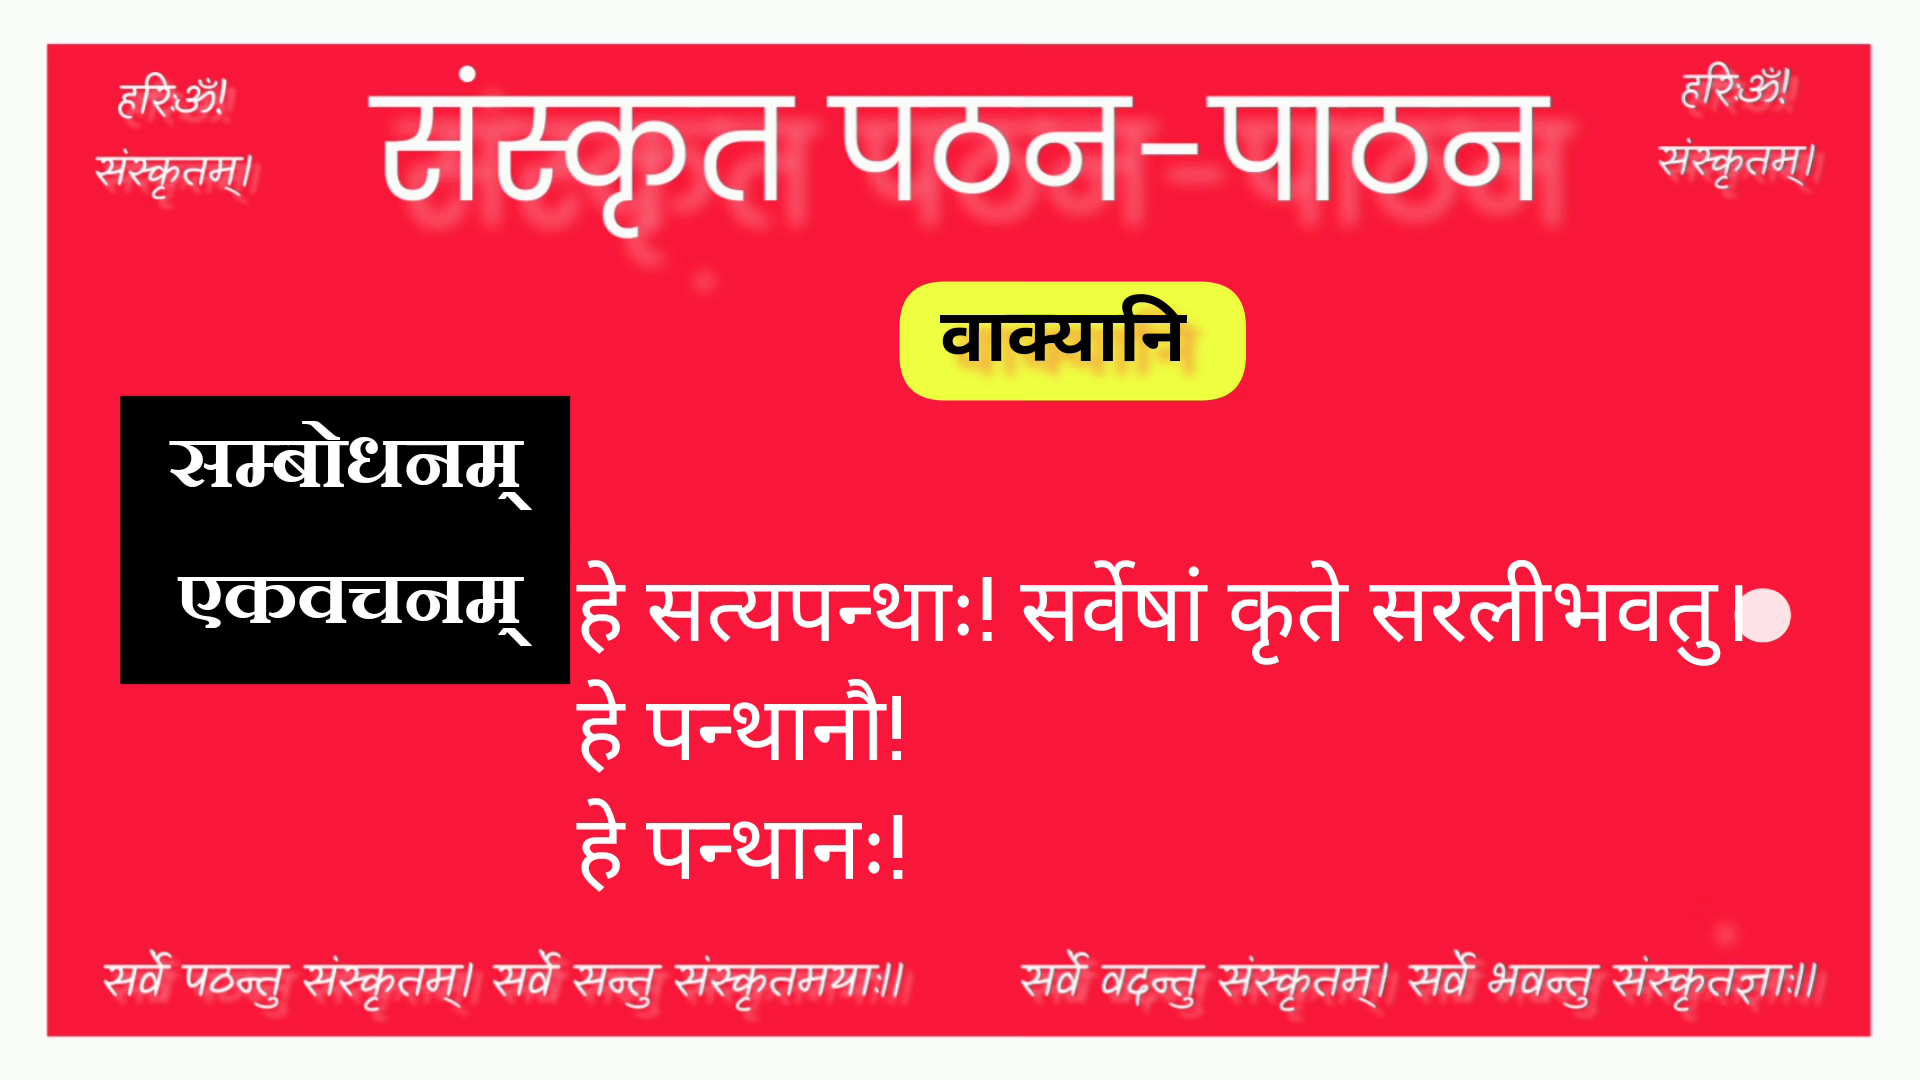 हरिःॐ!
संस्कृतम्।
संस्कृत पठन-पाठन
हरिःॐ!
संस्कृतम्।
वाक्यानि
सम्बोधनम्
एकवचनम्
हे सत्यपन्थाः! सर्वेषां कृते सरलीभवतु।
हे पन्थानौ!
हे पन्थानः!
सर्वे पठन्तु संस्कृतम्। सर्वे सन्तु संस्कृतमयाः॥
सर्वे वदन्तु संस्कृतम्। सर्वे भवन्तु संस्कृतज्ञाः॥